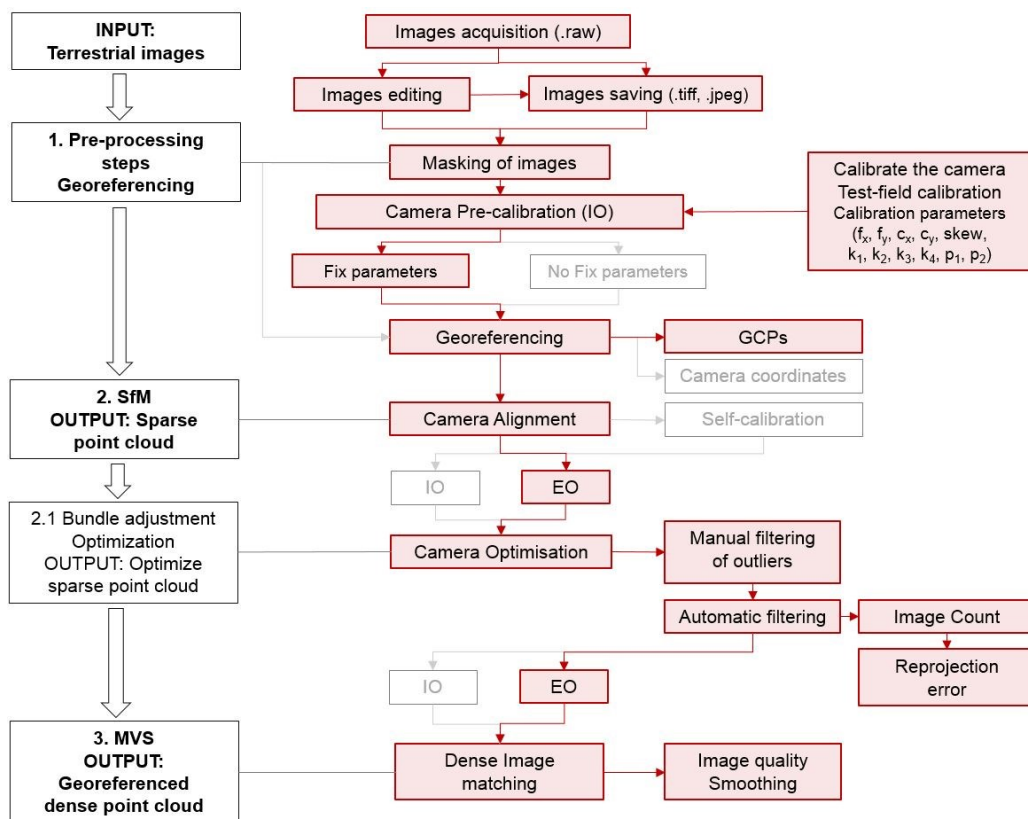 INPUT:
Terrestrial images
Images acquisition (.raw)
Images editing
Images saving (.tiff, .jpeg)
1. Pre-processing
steps
Georeferencing
Masking of images
Camera Pre-calibration (IO)
Calibrate the camera
Test-field calibration
Calibration parameters
(fx, fy, cx, cy, skew,
k1, k2, k3, k4, p1, p2)
Fix parameters
No Fix parameters
Georeferencing
GCPs
Camera coordinates
2. SfM
OUTPUT: Sparse
point cloud
Camera Alignment
Self-calibration
IO
EO
2.1 Bundle adjustment
Optimization
OUTPUT: Optimize
sparse point cloud
Camera Optimisation
Manual filtering
of outliers
Automatic filtering
Image Count
Reprojection
error
IO
EO
3. MVS
OUTPUT:
Georeferenced
dense point cloud
Dense Image
matching
Image quality
Smoothing